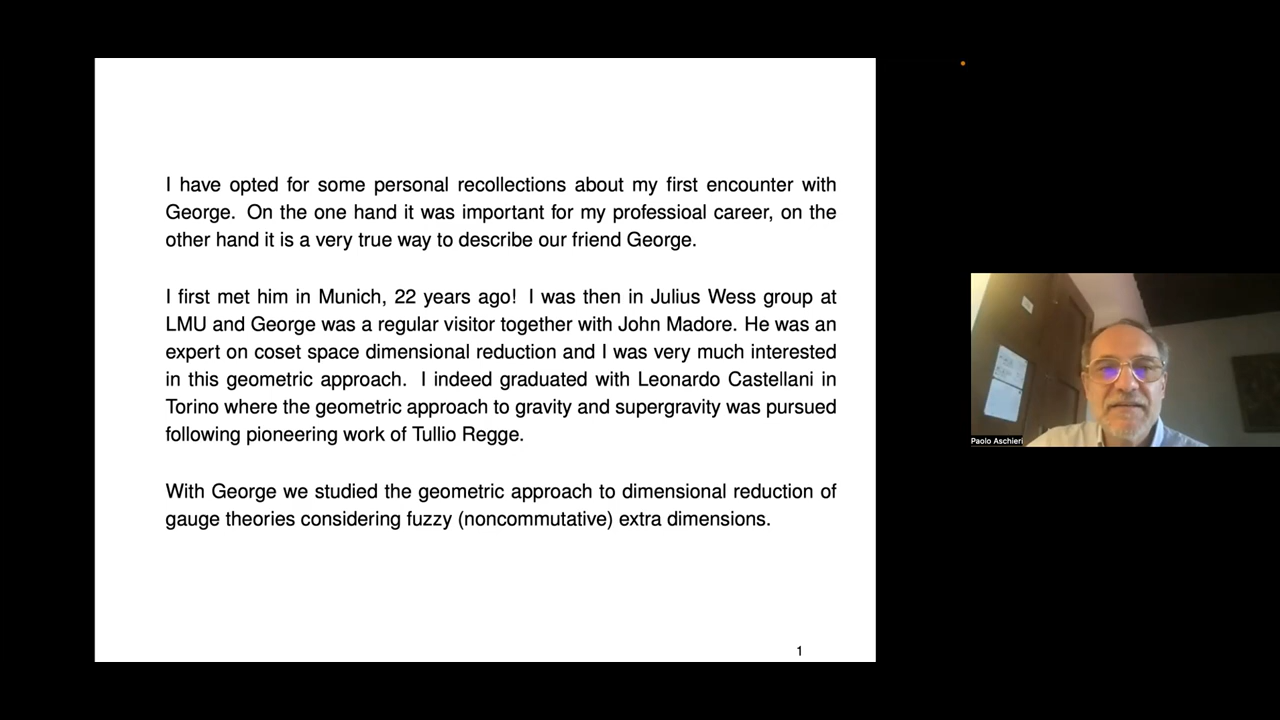 I have opted for some personal recollections about my first encounter with
George. On the one hand it was important for my professioal career, on the
other hand it is a very true way to describe our friend George.
I first met him in Munich, 22 years ago! I was then in Julius Wess group at
LMU and George was a regular visitor together with John Madore. He was an
expert on coset space dimensional reduction and I was very much interested
in this geometric approach. I indeed graduated with Leonardo Castellani in
Torino where the geometric approach to gravity and supergravity was pursued
following pioneering work of Tullio Regge.
With George we studied the geometric approach to dimensional reduction of
gauge theories considering fuzzy (noncommutative) extra dimensions.
1
Paolo Aschieri